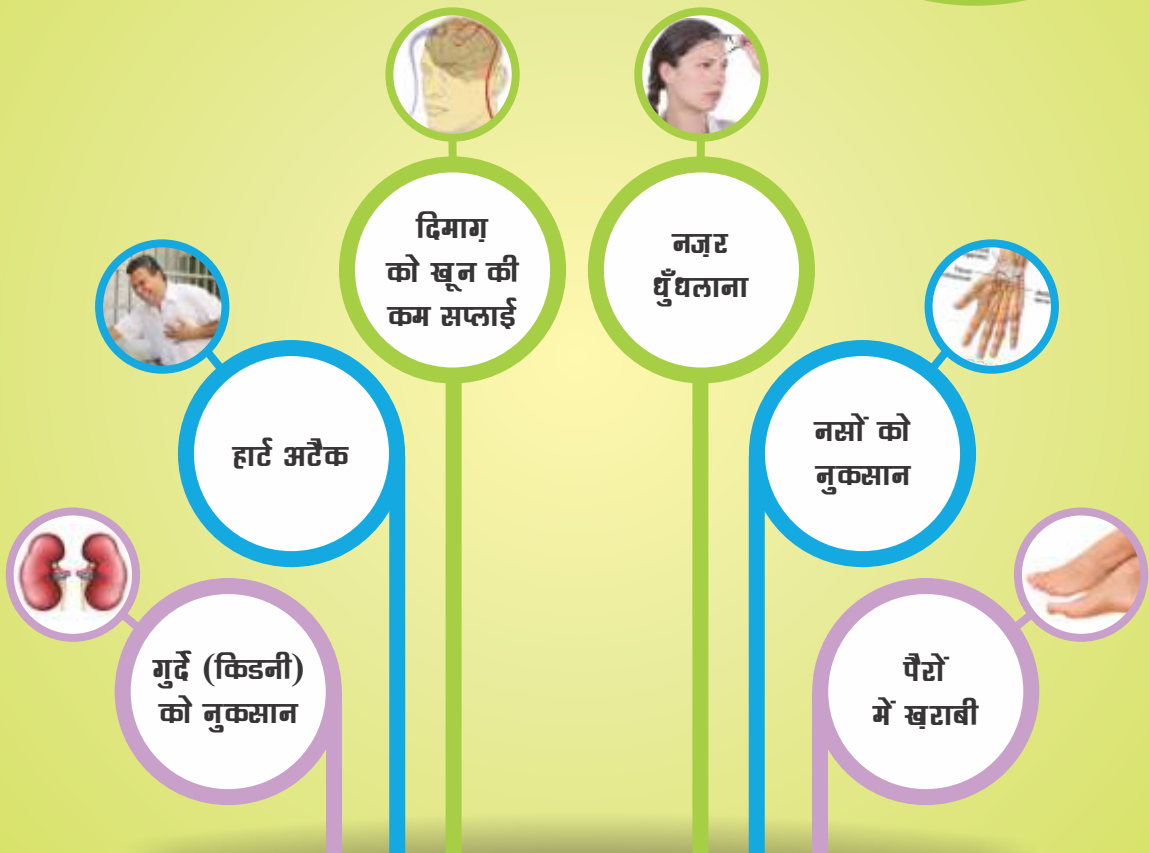 दिमाग़
को खून की
कम सप्लाई
नज़र
धुँधलाना
हार्ट अटैक
नसों को
नुकसान
गुर्दे (किडनी)
को नुकसान
पैरों
में ख़राबी